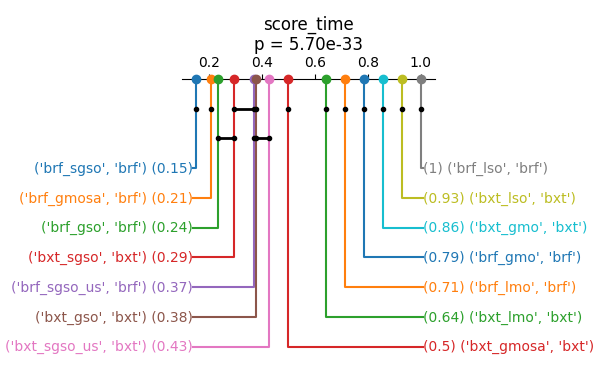 score_time
p = 5.70e-33
0.2 0.4 0.6 0.8 1.0
('brf_sgso', 'brf') (0.15) (1) ('brf_lso', 'brf')
('brf_gmosa', 'brf') (0.21) (0.93) ('bxt_lso', 'bxt')
('brf_gso', 'brf') (0.24) (0.86) ('bxt_gmo', 'bxt')
('bxt_sgso', 'bxt') (0.29) (0.79) ('brf_gmo', 'brf')
('brf_sgso_us', 'brf') (0.37) (0.71) ('brf_lmo', 'brf')
('bxt_gso', 'bxt') (0.38) (0.64) ('bxt_lmo', 'bxt')
('bxt_sgso_us', 'bxt') (0.43) (0.5) ('bxt_gmosa', 'bxt')